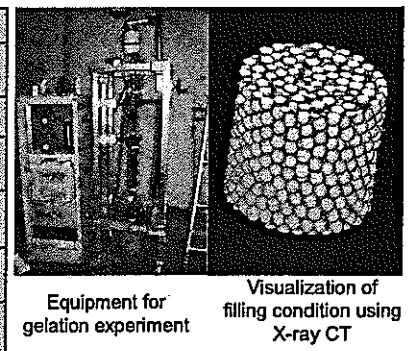 Equipment for
gelation experiment
Visualization of
filling condition using
X-ray CT